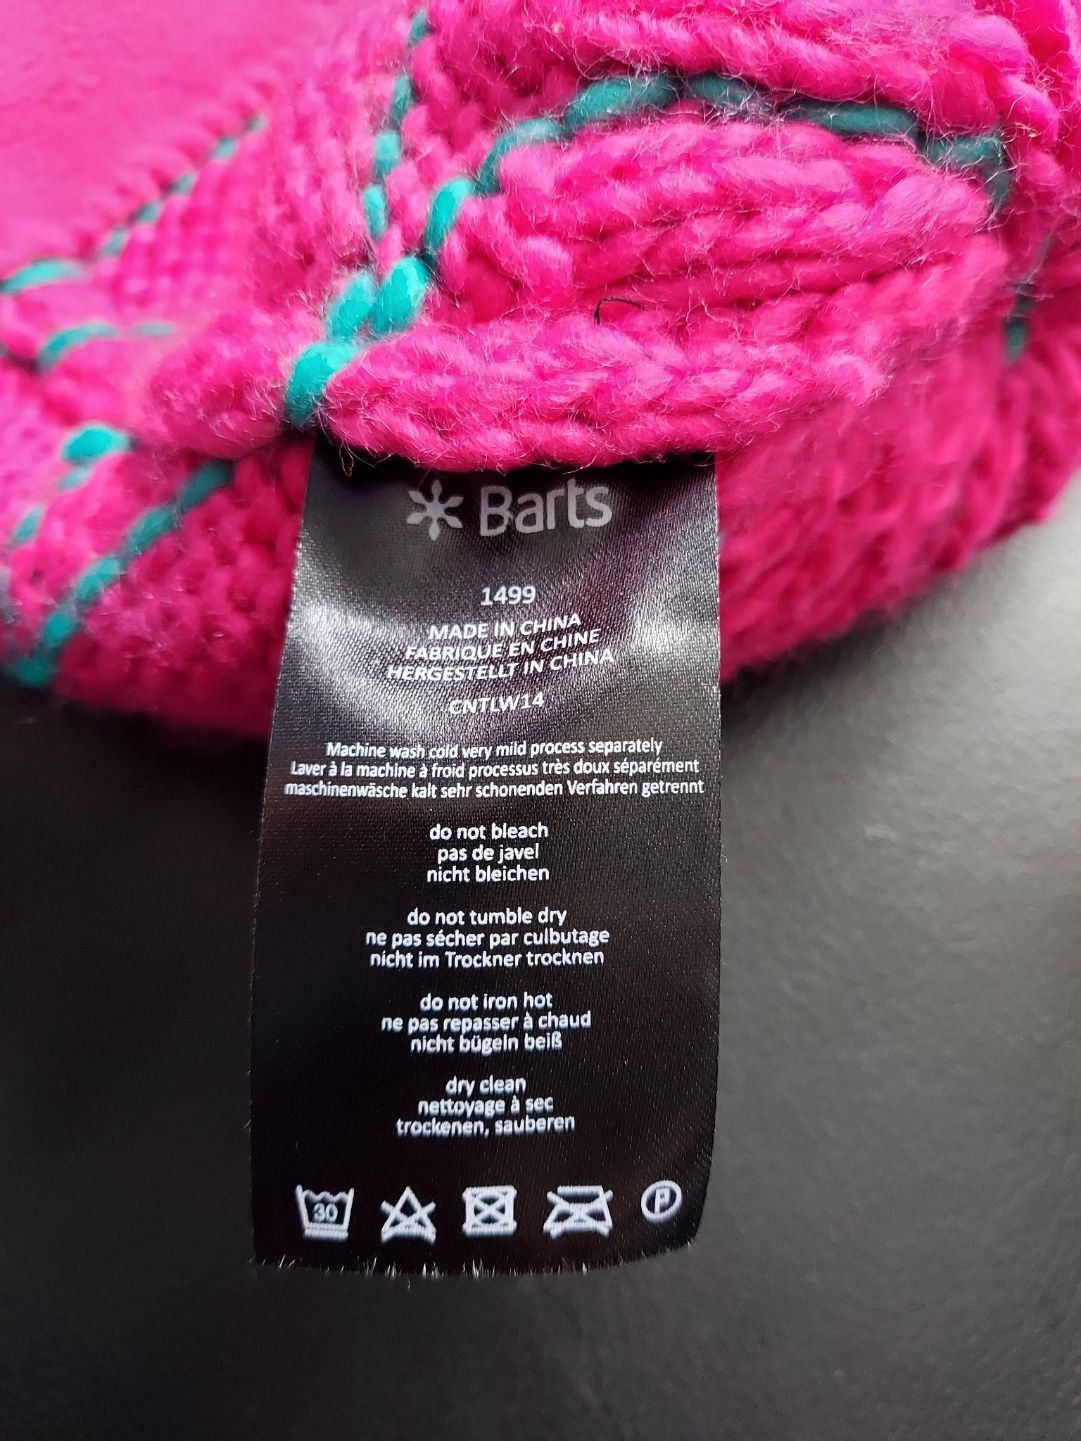 Barts
1499
MADE IN CHINA
FABRIQUE EN CHINE
HERGESTELLT IN CHINA
CNTLW14
Machine wash cold very mild process separately
Laver à la machine à froid processus très doux séparément
maschinenwäsche kalt sehr schonenden Verfahren getrennt
do not bleach
pas de javel
nicht bleichen
do not tumble dry
ne pas sécher par culbutage
nicht im Trockner trocknen
do not iron hot
ne pas repasser à chaud
nicht bügeln beiß
dry clean
nettoyage à sec
trockenen, sauberen
30 P